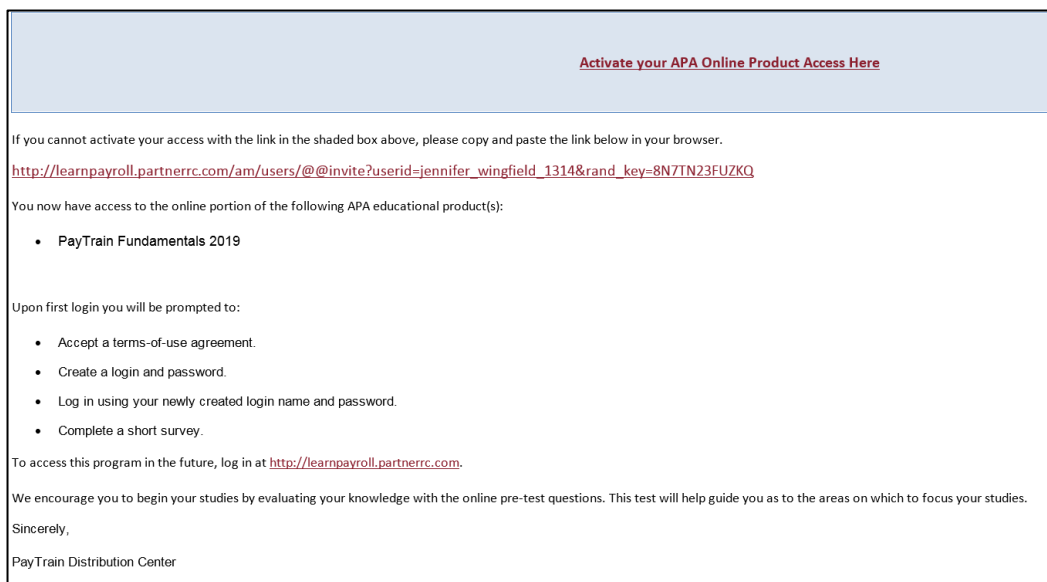 Activate your APA Online Product Access Here
If you cannot activate your access with the link in the shaded box above, please copy and paste the link below in your browser.
http://learnpayroll.partnerrc.com/am/users/@@invite?userid=jennifer_wingfield_1314&rand_key=8N7TN23FUZKQ
You now have access to the online portion of the following APA educational product(s):
• PayTrain Fundamentals 2019
Upon first login you will be prompted to:
• Accept a terms-of-use agreement.
• Create a login and password.
• Log in using your newly created login name and password.
• Complete a short survey.
To access this program in the future, log in at http://learnpayroll.partnerrc.com.
We encourage you to begin your studies by evaluating your knowledge with the online pre-test questions. This test will help guide you as to the areas on which to focus your studies.
Sincerely,
PayTrain Distribution Center